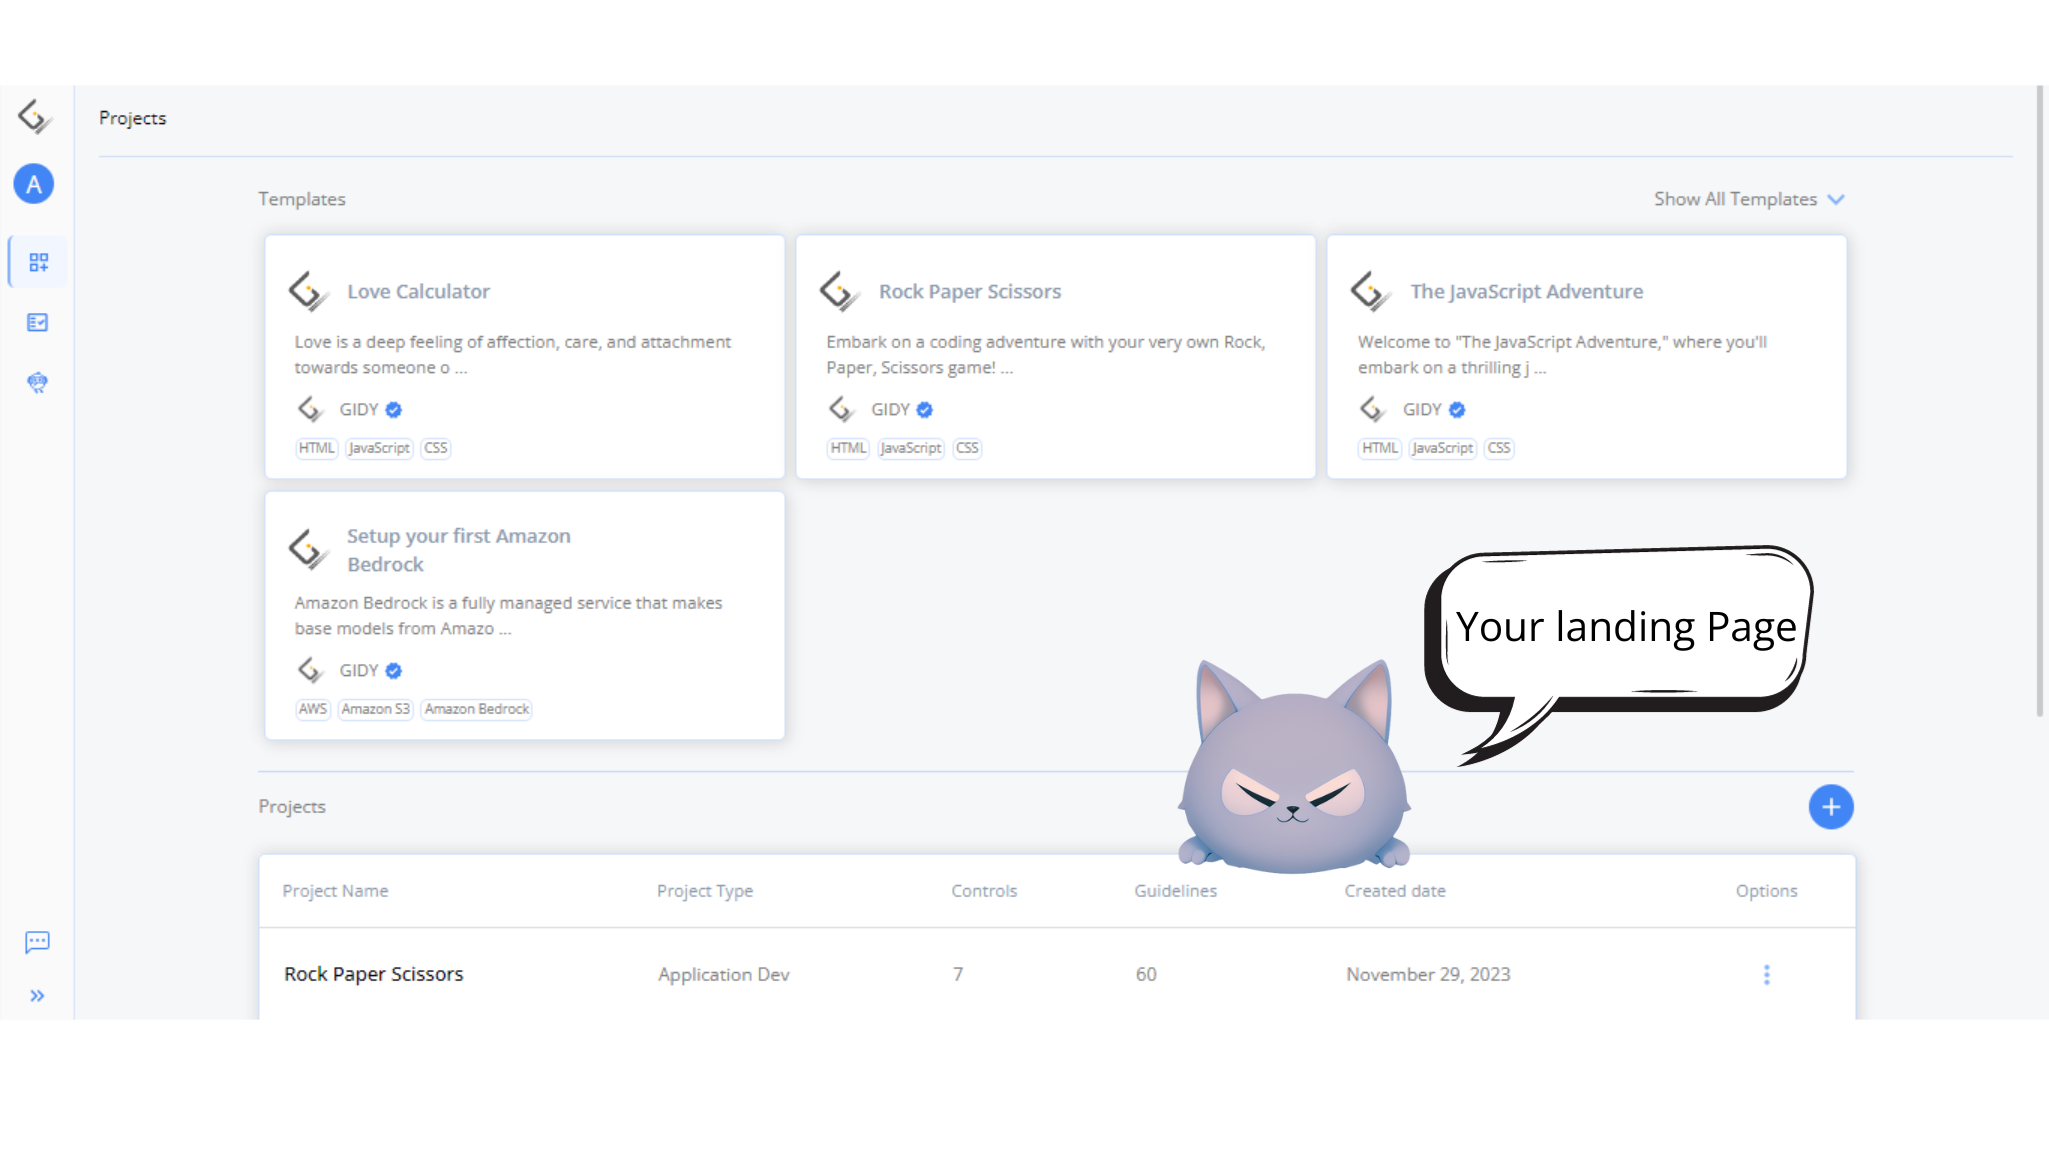 Projects
A
Templates
Show All Templates
Love Calculator
Love is a deep feeling of affection, care, and attachment
towards someone o ...
GIDY
HTML JavaScript CSS
Rock Paper Scissors
Embark on a coding adventure with your very own Rock,
Paper, Scissors game! ...
GIDY
HTML JavaScript CSS
The JavaScript Adventure
Welcome to "The JavaScript Adventure," where you'll
embark on a thrilling j ...
GIDY
HTML JavaScript CSS
Setup your first Amazon
Bedrock
Amazon Bedrock is a fully managed service that makes
base models from Amazo ...
GIDY
AWS Amazon S3 Amazon Bedrock
Your landing Page
Projects
Project Name Project Type Controls Guidelines Created date Options
Rock Paper Scissors Application Dev 7 60 November 29, 2023